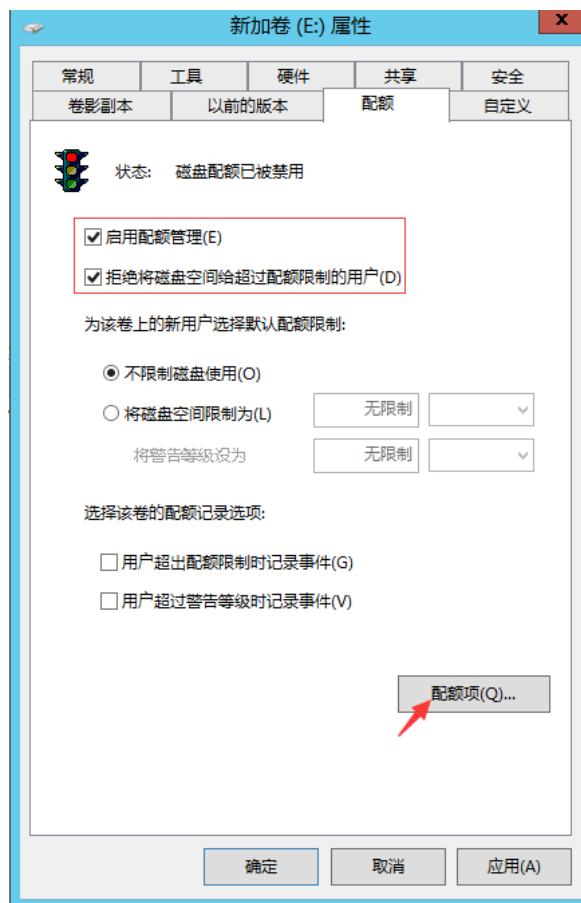 新加卷 (E:) 属性
x
常规 工具 硬件 共享 安全
卷影副本 以前的版本 配额 自定义
状态: 磁盘配额已被禁用
启用配额管理(E)
拒绝将磁盘空间给超过配额限制的用户(D)
为该卷上的新用户选择默认配额限制:
不限制磁盘使用(O)
将磁盘空间限制为(L) 无限制
将警告等级设为 无限制
选择该卷的配额记录选项:
用户超出配额限制时记录事件(G)
用户超过警告等级时记录事件(V)
配额项(Q)...
确定 取消 应用(A)